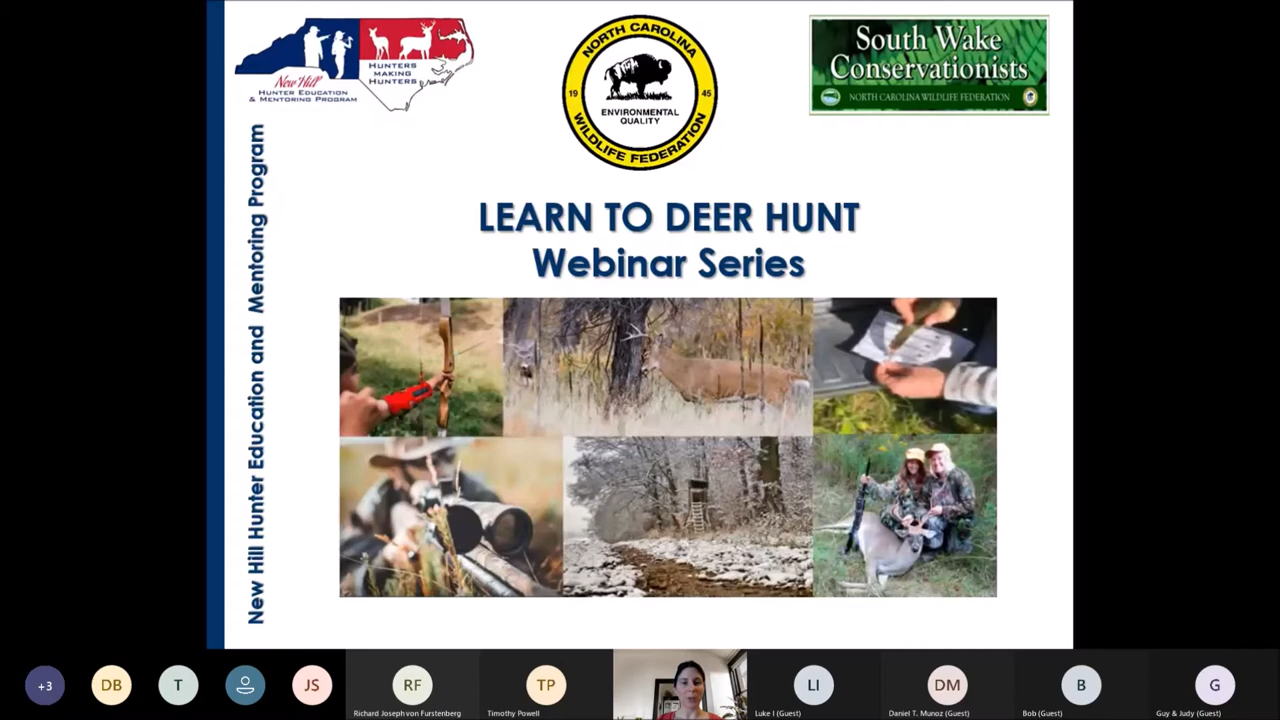 New Hill
HUNTER EDUCATION
& MENTORING PROGRAM
HUNTERS
MAKING
HUNTERS
NORTH CAROLINA
19 45
ENVIRONMENTAL
QUALITY
WILDLIFE FEDERATION
South Wake
Conservationists
NORTH CAROLINA WILDLIFE FEDERATION
New Hill Hunter Education and Mentoring Program
LEARN TO DEER HUNT
Webinar Series
+3
DB
T
JS
RF
Richard Joseph von Furstenberg
TP
Timothy Powell
LI
Luke I (Guest)
DM
Daniel T. Munoz (Guest)
B
Bob (Guest)
G
Guy & Judy (Guest)